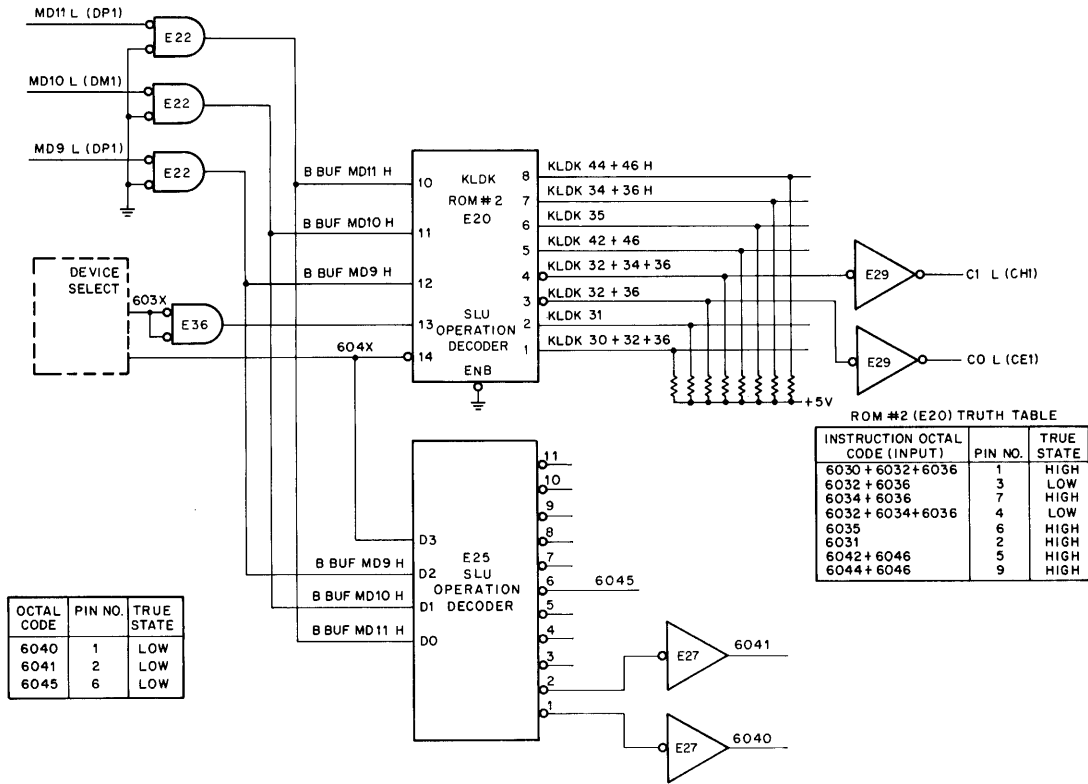 MD11 L (DP1)
E22
MD10 L (DM1)
E22
MD9 L (DP1)
E22
DEVICE
SELECT
603X
E36
604X
B BUF MD11 H
B BUF MD10 H
B BUF MD9 H
10
11
12
13
14
KLDK
ROM#2
E20
SLU
OPERATION
DECODER
ENB
8
7
6
5
4
3
2
1
KLDK 44 + 46 H
KLDK 34 + 36 H
KLDK 35
KLDK 42 + 46
KLDK 32 + 34 + 36
KLDK 32 + 36
KLDK 31
KLDK 30 + 32 + 36
+5V
E29
C1 L (CH1)
E29
C0 L (CE1)
ROM #2 (E20) TRUTH TABLE
INSTRUCTION OCTAL CODE (INPUT) PIN NO. TRUE STATE
6030 + 6032 + 6036 1 HIGH
6032 + 6036 3 LOW
6034 + 6036 7 HIGH
6032 + 6034 + 6036 4 LOW
6035 6 HIGH
6031 2 HIGH
6042 + 6046 5 HIGH
6044 + 6046 9 HIGH
D3
D2
D1
D0
B BUF MD9 H
B BUF MD10 H
B BUF MD11 H
E25
SLU
OPERATION
DECODER
11
10
9
8
7
6
5
4
3
2
1
6045
E27
6041
E27
6040
OCTAL CODE PIN NO. TRUE STATE
6040 1 LOW
6041 2 LOW
6045 6 LOW